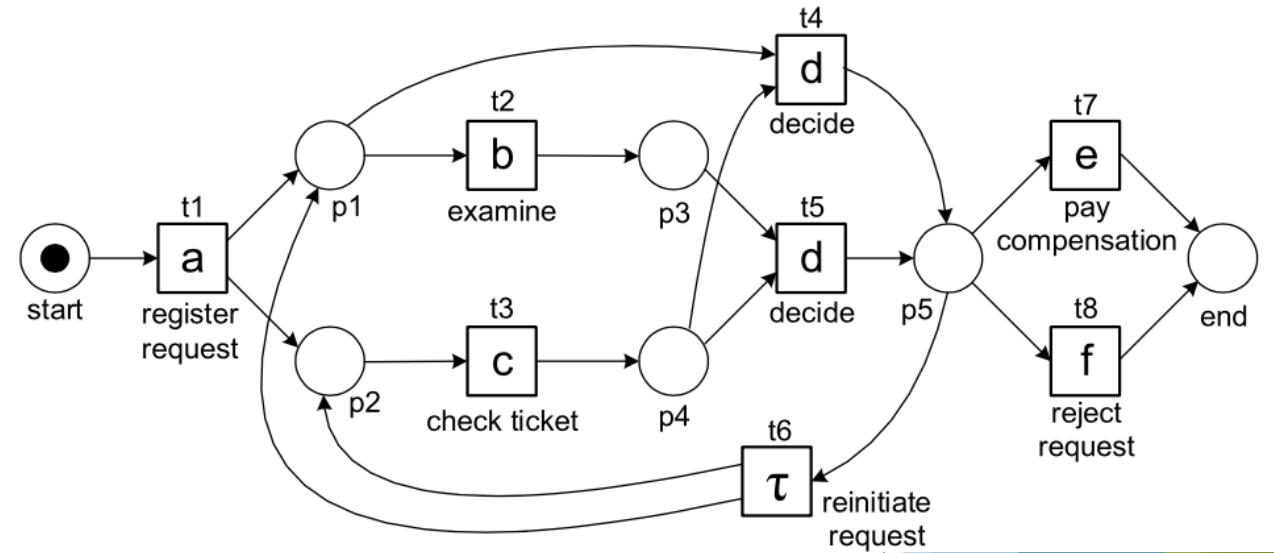 t4
d
decide
t2
b
examine
t7
e
pay
compensation
p1
p3
t1
a
register
request
start
t5
d
decide
p5
end
t3
c
check ticket
p2
p4
t8
f
reject
request
t6
τ
reinitiate
request